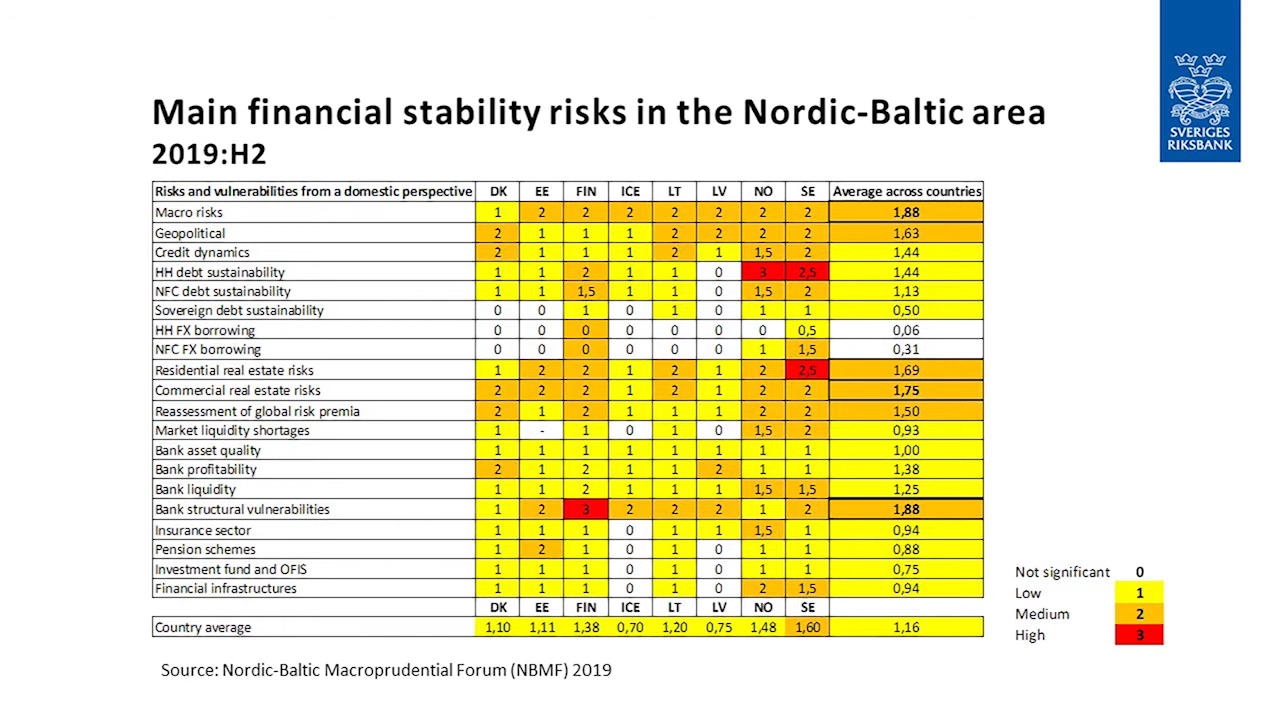 SVERIGES
RIKSBANK
Main financial stability risks in the Nordic-Baltic area
2019:H2
Risks and vulnerabilities from a domestic perspective DK EE FIN ICE LT LV NO SE Average across countries
Macro risks 1 2 2 2 2 2 2 2 1,88
Geopolitical 2 1 1 1 2 2 2 2 1,63
Credit dynamics 2 1 1 1 2 1 1,5 2 1,44
HH debt sustainability 1 1 2 1 1 0 3 2,5 1,44
NFC debt sustainability 1 1 1,5 1 1 0 1,5 2 1,13
Sovereign debt sustainability 0 0 1 0 1 0 1 1 0,50
HH FX borrowing 0 0 0 0 0 0 0 0,5 0,06
NFC FX borrowing 0 0 0 0 0 0 1 1,5 0,31
Residential real estate risks 1 2 2 1 2 1 2 2,5 1,69
Commercial real estate risks 2 2 2 1 2 1 2 2 1,75
Reassessment of global risk premia 2 1 2 1 1 1 2 2 1,50
Market liquidity shortages 1 - 1 0 1 0 1,5 2 0,93
Bank asset quality 1 1 1 1 1 1 1 1 1,00
Bank profitability 2 1 2 1 1 2 1 1 1,38
Bank liquidity 1 1 2 1 1 1 1,5 1,5 1,25
Bank structural vulnerabilities 1 2 3 2 2 2 1 2 1,88
Insurance sector 1 1 1 0 1 1 1,5 1 0,94
Pension schemes 1 2 1 0 1 0 1 1 0,88
Investment fund and OFIS 1 1 1 0 1 0 1 1 0,75
Financial infrastructures 1 1 1 0 1 0 2 1,5 0,94
DK EE FIN ICE LT LV NO SE
Country average 1,10 1,11 1,38 0,70 1,20 0,75 1,48 1,60 1,16
Not significant 0
Low 1
Medium 2
High 3
Source: Nordic-Baltic Macroprudential Forum (NBMF) 2019